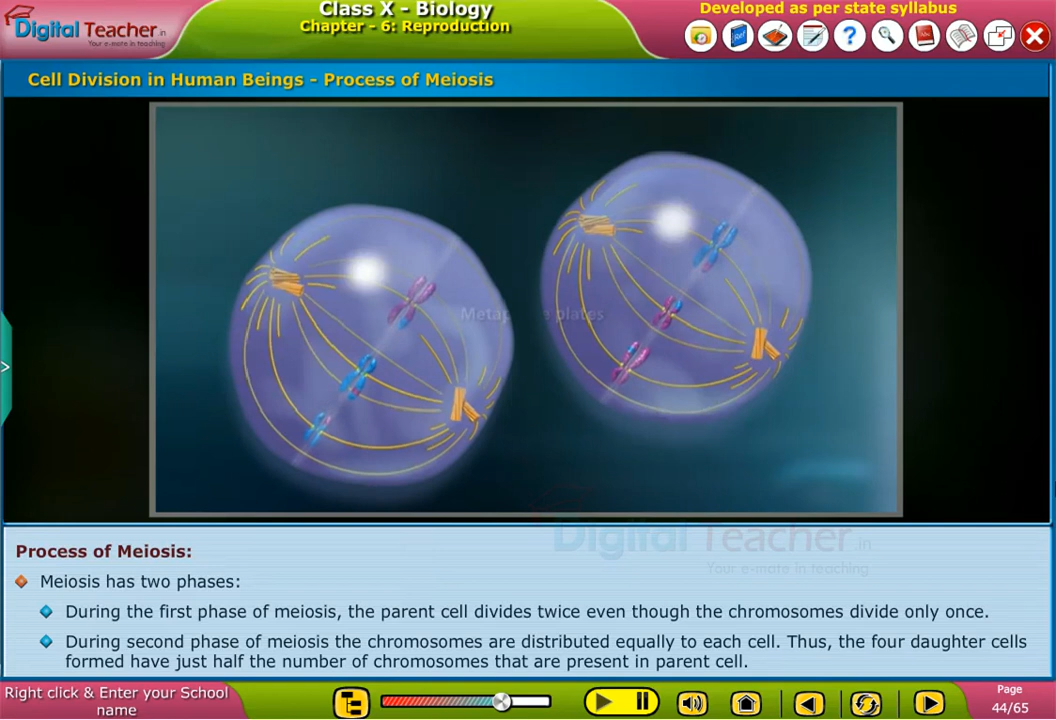 Digital Teacher.in
Your e-mate in teaching
Class X - Biology
Chapter - 6: Reproduction
Developed as per state syllabus
Cell Division in Human Beings - Process of Meiosis
Digital Teacher.in
Your e-mate in teaching
Process of Meiosis:
Meiosis has two phases:
During the first phase of meiosis, the parent cell divides twice even though the chromosomes divide only once.
During second phase of meiosis the chromosomes are distributed equally to each cell. Thus, the four daughter cells
formed have just half the number of chromosomes that are present in parent cell.
Right click & Enter your School
name
Page
44/65